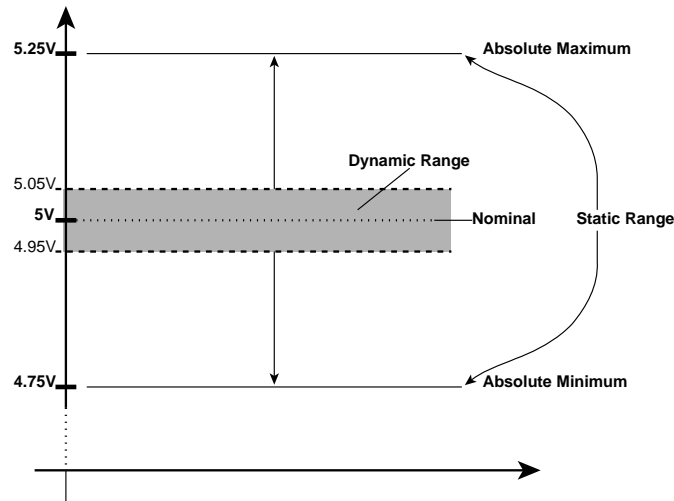 5.25V
Absolute Maximum
Dynamic Range
5.05V
5V
Nominal
Static Range
4.95V
4.75V
Absolute Minimum